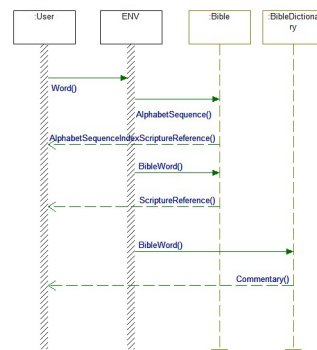 :User
ENV
:Bible
:BibleDictiona
ry
Word()
AlphabetSequence()
AlphabetSequenceIndexScriptureReference()
BibleWord()
ScriptureReference()
BibleWord()
Commentary()